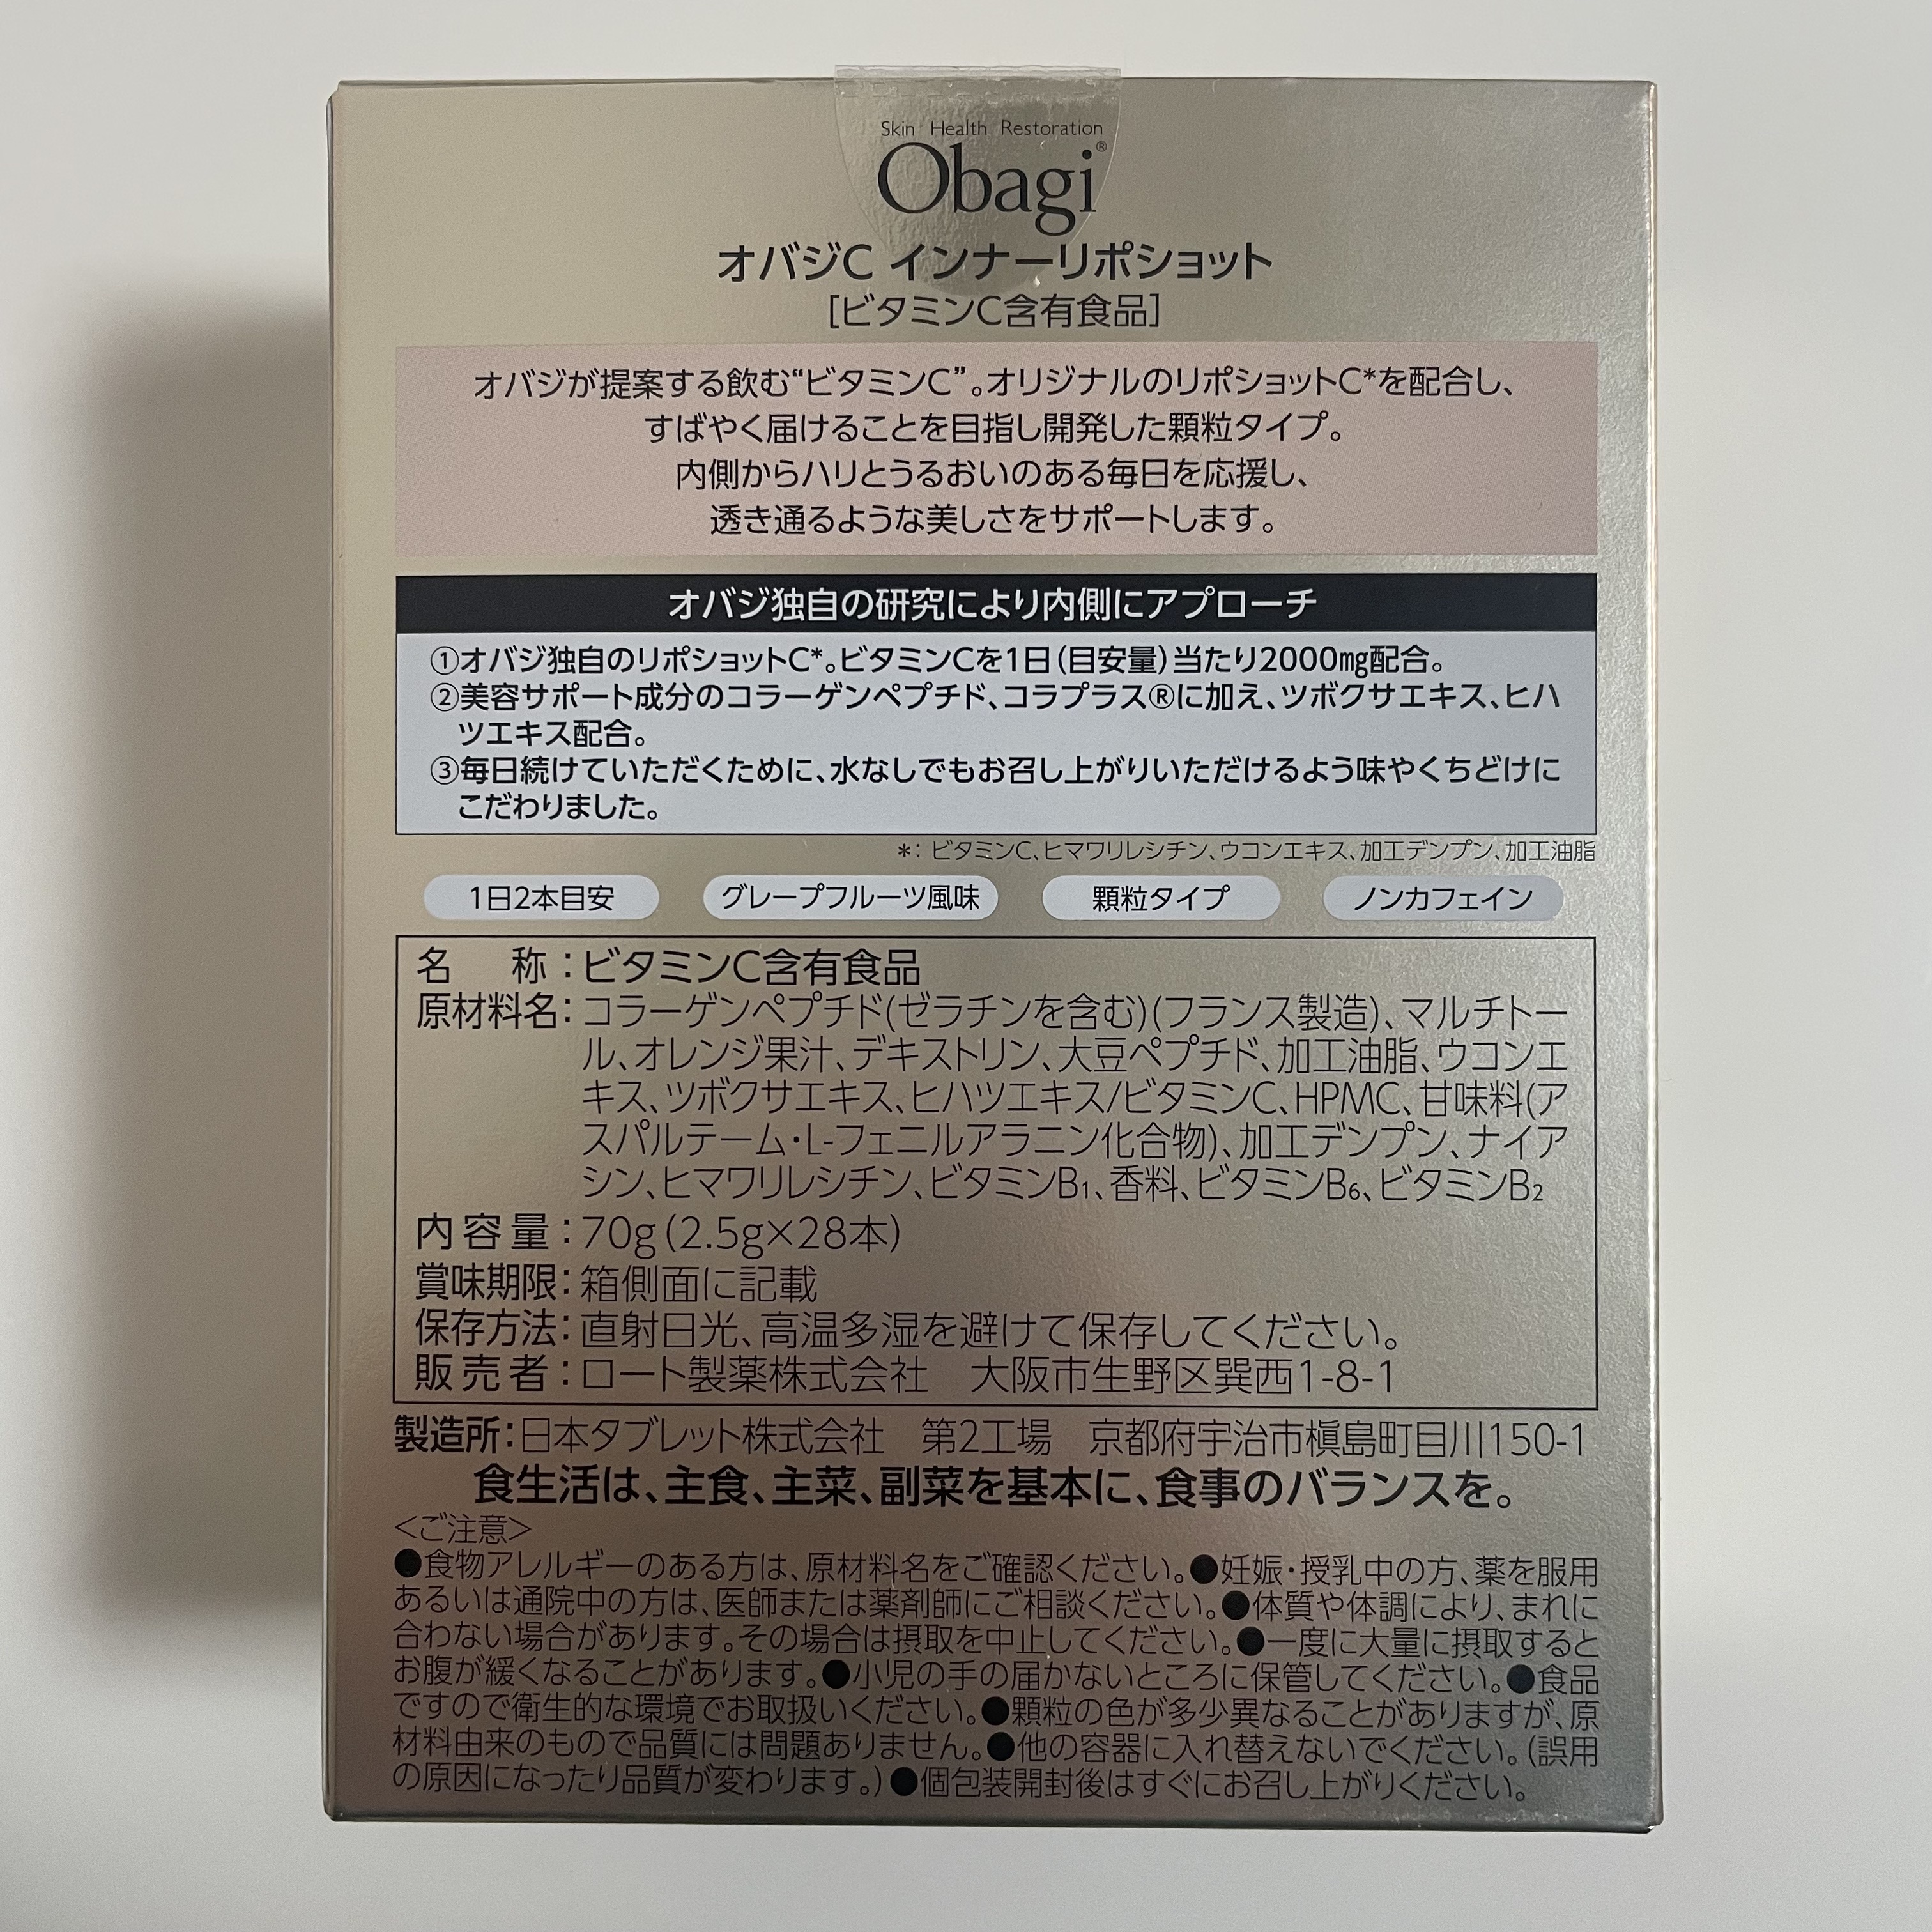 Skin Health Restoration
Obagi®
オバジC インナーリポショット
[ビタミンC含有食品]
オバジが提案する飲む“ビタミンC”。オリジナルのリポショットC*を配合し、
すばやく届けることを目指し開発した顆粒タイプ。
内側からハリとうるおいのある毎日を応援し、
透き通るような美しさをサポートします。
オバジ独自の研究により内側にアプローチ
①オバジ独自のリポショットC*。ビタミンCを1日(目安量)当たり2000㎎配合。
②美容サポート成分のコラーゲンペプチド、コラプラス®に加え、ツボクサエキス、ヒハ
ツエキス配合。
③毎日続けていただくために、水なしでもお召し上がりいただけるよう味やくちどけに
こだわりました。
*：ビタミンC、ヒマワリレシチン、ウコンエキス、加工デンプン、加工油脂
1日2本目安 グレープフルーツ風味 顆粒タイプ ノンカフェイン
名称：ビタミンC含有食品
原材料名：コラーゲンペプチド(ゼラチンを含む)(フランス製造)、マルチトー
ル、オレンジ果汁、デキストリン、大豆ペプチド、加工油脂、ウコンエ
キス、ツボクサエキス、ヒハツエキス/ビタミンC、HPMC、甘味料(ア
スパルテーム・L-フェニルアラニン化合物)、加工デンプン、ナイア
シン、ヒマワリレシチン、ビタミンB₁、香料、ビタミンB₆、ビタミンB₂
内容量：70g(2.5g×28本)
賞味期限：箱側面に記載
保存方法：直射日光、高温多湿を避けて保存してください。
販売者：ロート製薬株式会社 大阪市生野区巽西1-8-1
製造所：日本タブレット株式会社 第2工場 京都府宇治市槇島町目川150-1
食生活は、主食、主菜、副菜を基本に、食事のバランスを。
<ご注意>
●食物アレルギーのある方は、原材料名をご確認ください。●妊娠・授乳中の方、薬を服用
あるいは通院中の方は、医師または薬剤師にご相談ください。●体質や体調により、まれに
合わない場合があります。その場合は摂取を中止してください。●一度に大量に摂取すると
お腹が緩くなることがあります。●小児の手の届かないところに保管してください。●食品
ですので衛生的な環境でお取扱いください。●顆粒の色が多少異なることがありますが、原
材料由来のもので品質には問題ありません。●他の容器に入れ替えないでください。(誤用
の原因になったり品質が変わります。)●個包装開封後はすぐにお召し上がりください。